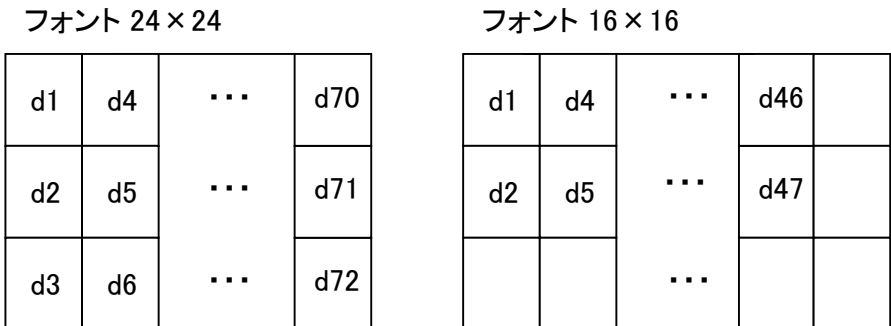 フォント 24×24 フォント 16×16
d1 d4 ･･･ d70 d1 d4 ･･･ d46
d2 d5 ･･･ d71 d2 d5 ･･･ d47
d3 d6 ･･･ d72 ･･･